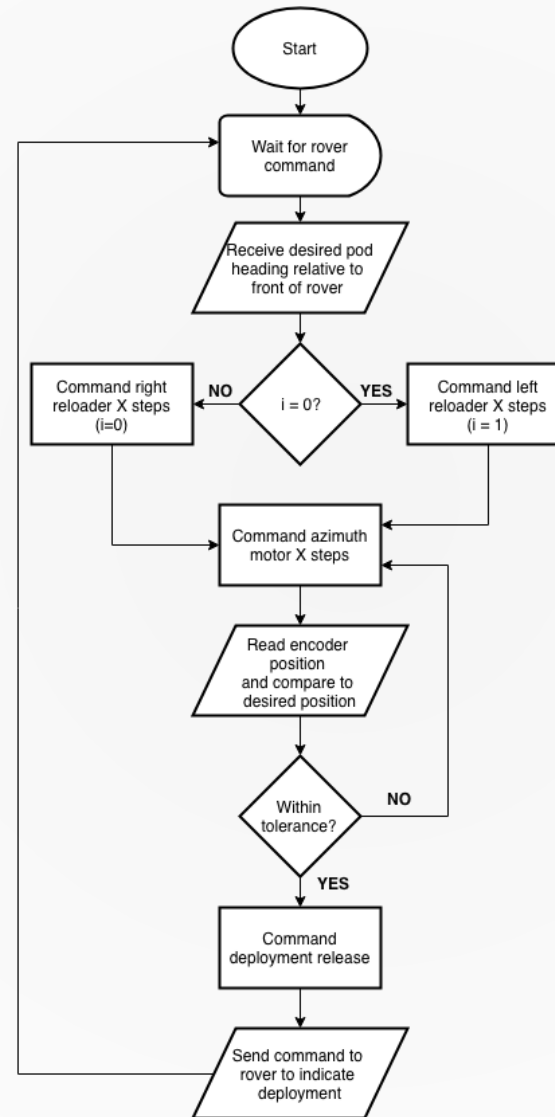 Start
Wait for rover
command
Receive desired pod
heading relative to
front of rover
i = 0?
NO
YES
Command right
reloader X steps
(i=0)
Command left
reloader X steps
(i = 1)
Command azimuth
motor X steps
Read encoder
position
and compare to
desired position
Within
tolerance?
NO
YES
Command
deployment release
Send command to
rover to indicate
deployment